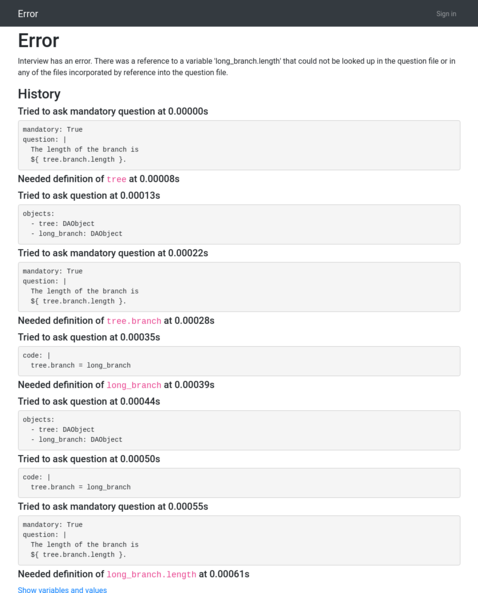 Error
Sign in
Error
Interview has an error. There was a reference to a variable 'long_branch.length' that could not be looked up in the question file or in
any of the files incorporated by reference into the question file.
History
Tried to ask mandatory question at 0.00000s
mandatory: True
question: |
  The length of the branch is
  ${ tree.branch.length }.
Needed definition of tree at 0.00008s
Tried to ask question at 0.00013s
objects:
  - tree: DAObject
  - long_branch: DAObject
Tried to ask mandatory question at 0.00022s
mandatory: True
question: |
  The length of the branch is
  ${ tree.branch.length }.
Needed definition of tree.branch at 0.00028s
Tried to ask question at 0.00035s
code: |
  tree.branch = long_branch
Needed definition of long_branch at 0.00039s
Tried to ask question at 0.00044s
objects:
  - tree: DAObject
  - long_branch: DAObject
Tried to ask question at 0.00050s
code: |
  tree.branch = long_branch
Tried to ask mandatory question at 0.00055s
mandatory: True
question: |
  The length of the branch is
  ${ tree.branch.length }.
Needed definition of long_branch.length at 0.00061s
Show variables and values